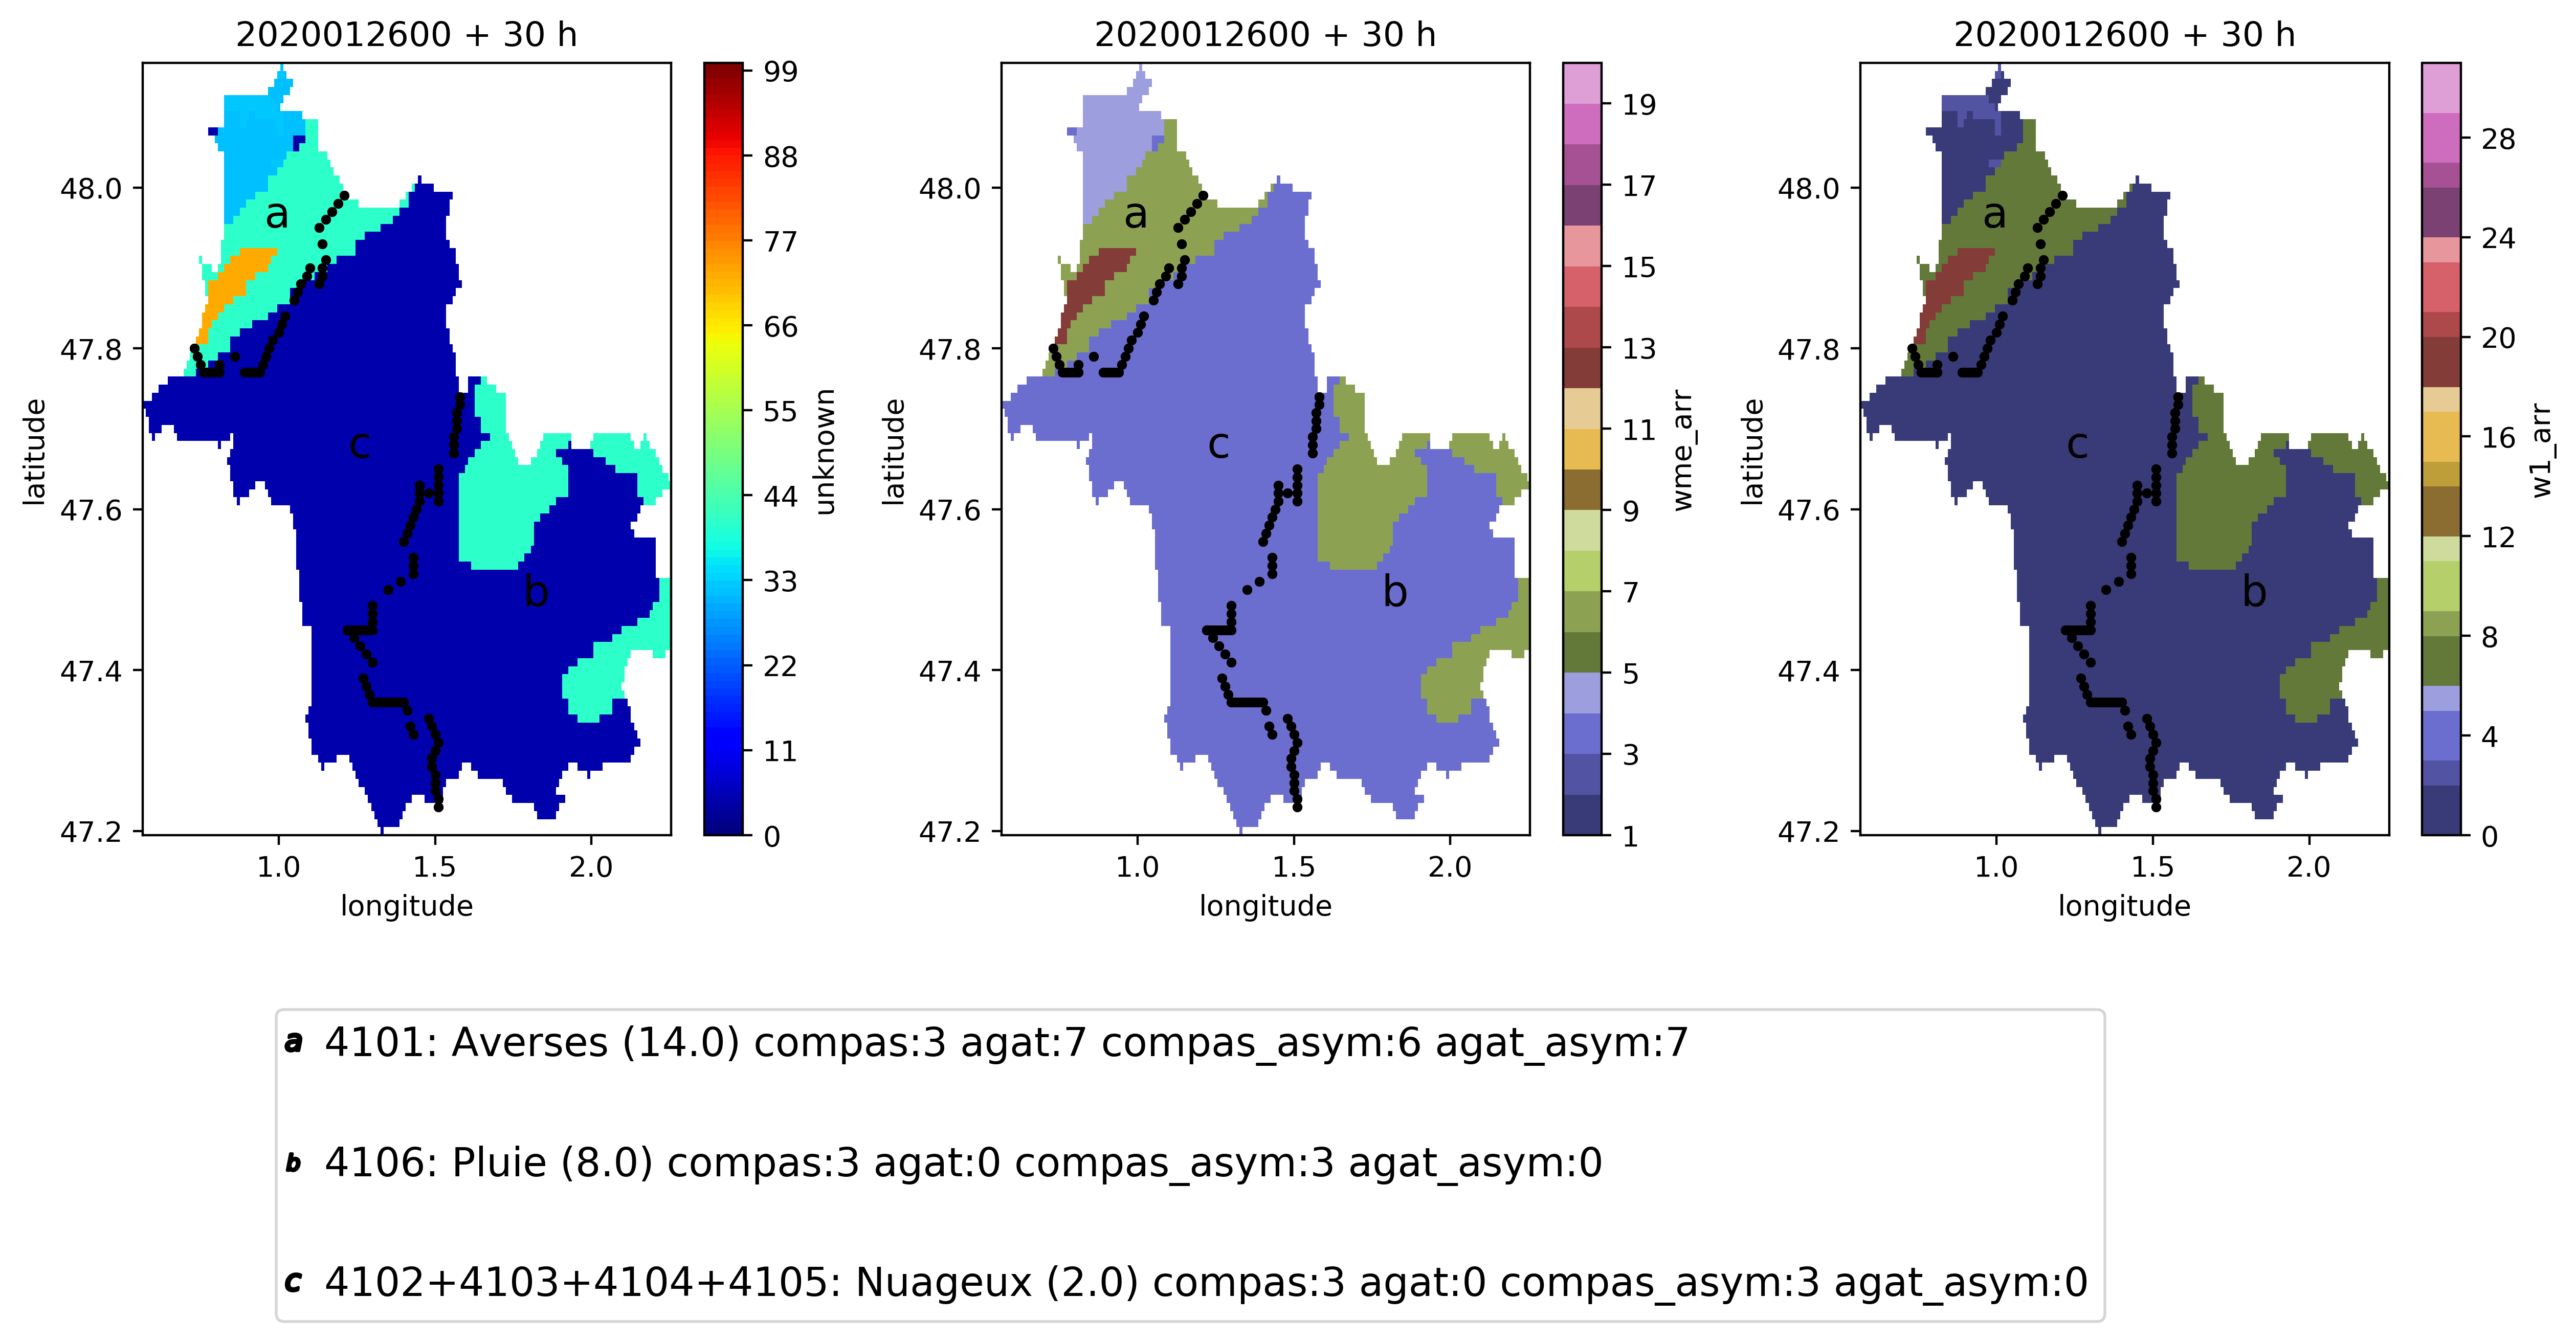 2020012600 + 30 h
2020012600 + 30 h
2020012600 + 30 h
latitude
48.0
47.8
47.6
47.4
47.2
1.0
1.5
2.0
longitude
a
c
b
99
88
77
66
55
44
33
22
11
0
unknown
latitude
48.0
47.8
47.6
47.4
47.2
1.0
1.5
2.0
longitude
a
c
b
19
17
15
13
11
9
7
5
3
1
wme_arr
latitude
48.0
47.8
47.6
47.4
47.2
1.0
1.5
2.0
longitude
a
c
b
28
24
20
16
12
8
4
0
w1_arr
a 4101: Averses (14.0) compas:3 agat:7 compas_asym:6 agat_asym:7
b 4106: Pluie (8.0) compas:3 agat:0 compas_asym:3 agat_asym:0
c 4102+4103+4104+4105: Nuageux (2.0) compas:3 agat:0 compas_asym:3 agat_asym:0